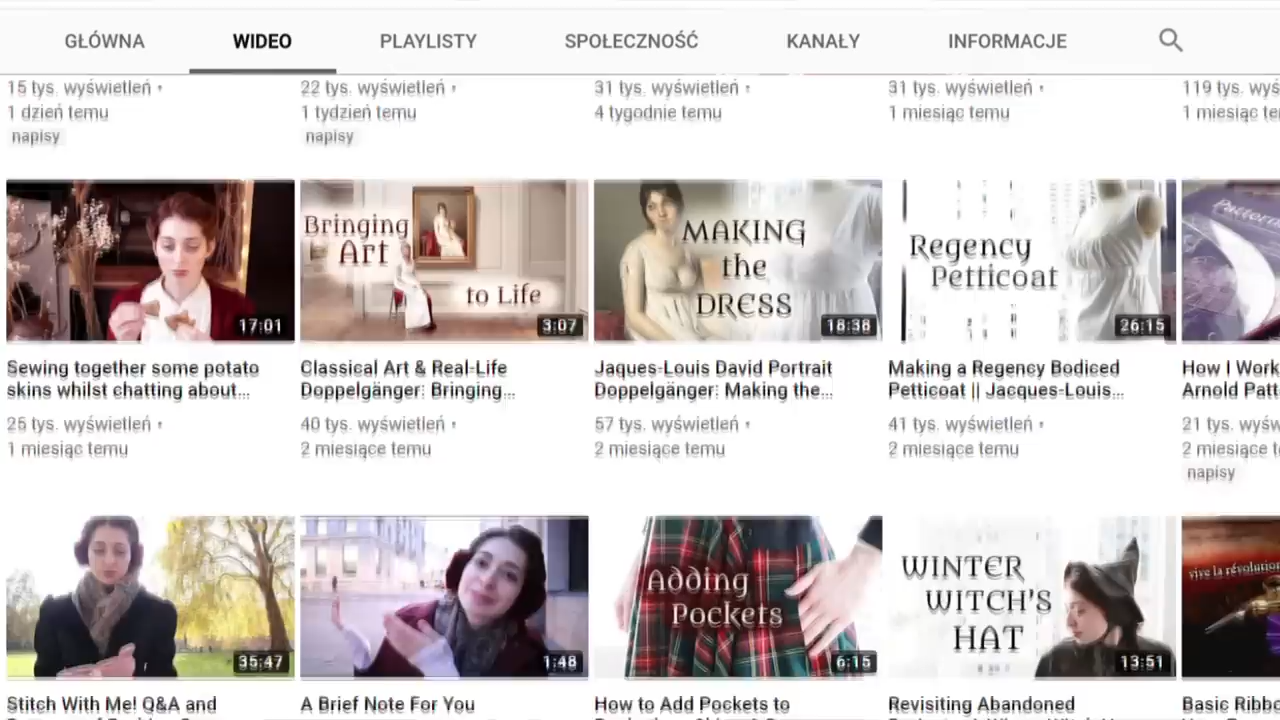 GŁÓWNA WIDEO PLAYLISTY SPOŁECZNOŚĆ KANAŁY INFORMACJE
15 tys. wyświetleń •
1 dzień temu
napisy
22 tys. wyświetleń •
1 tydzień temu
napisy
31 tys. wyświetleń •
4 tygodnie temu
31 tys. wyświetleń •
1 miesiąc temu
119 tys.
1 miesiąc
17:01
Sewing together some potato
skins whilst chatting about...
25 tys. wyświetleń •
1 miesiąc temu
Bringing
Art
to Life
3:07
Classical Art & Real-Life
Doppelgänger: Bringing...
40 tys. wyświetleń •
2 miesiące temu
MAKING
the
DRESS
18:38
Jaques-Louis David Portrait
Doppelgänger: Making the...
57 tys. wyświetleń •
2 miesiące temu
Regency
Petticoat
26:15
Making a Regency Bodiced
Petticoat || Jacques-Louis...
41 tys. wyświetleń •
2 miesiące temu
How I Work
Arnold Patt
21 tys.
2 miesiące
napisy
35:47
Stitch With Me! Q&A and
1:48
A Brief Note For You
Adding
Pockets
6:15
How to Add Pockets to
WINTER
WITCH'S
HAT
13:51
Revisiting Abandoned
vive la révolution
Basic Ribbo